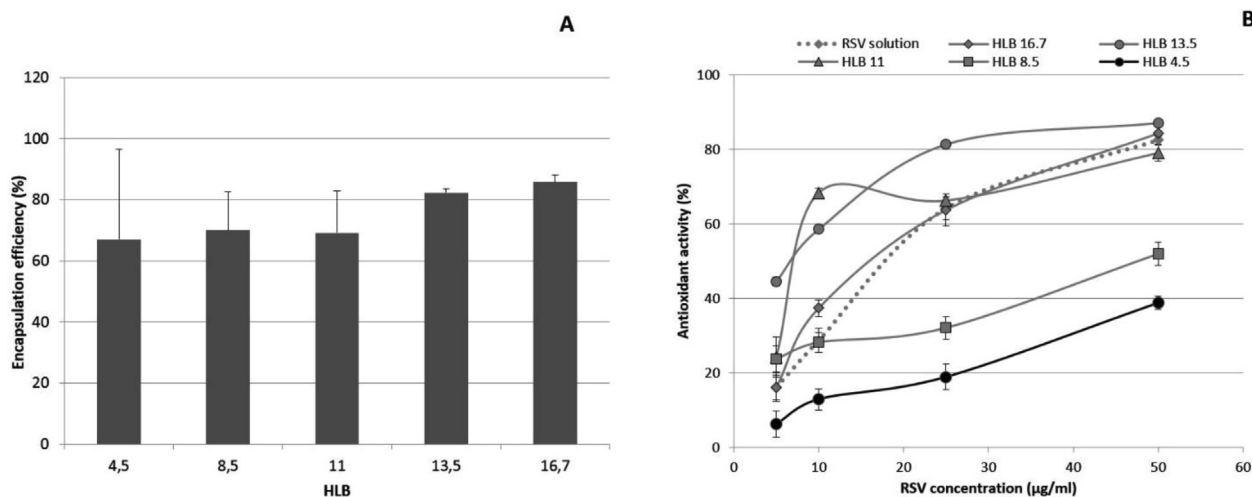 A
Encapsulation efficiency (%)
120
100
80
60
40
20
0
4,5 8,5 11 13,5 16,7
HLB
B
RSV solution HLB 16.7 HLB 13.5
HLB 11 HLB 8.5 HLB 4.5
Antioxidant activity (%)
100
80
60
40
20
0
0 10 20 30 40 50 60
RSV concentration (µg/ml)